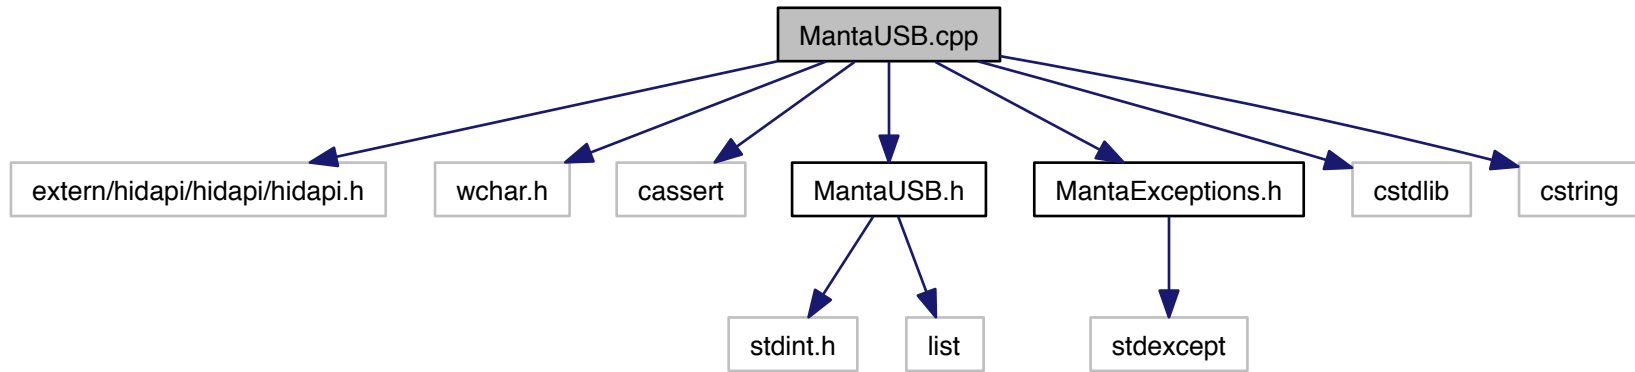 MantaUSB.cpp
extern/hidapi/hidapi/hidapi.h
wchar.h
cassert
MantaUSB.h
MantaExceptions.h
cstdlib
cstring
stdint.h
list
stdexcept